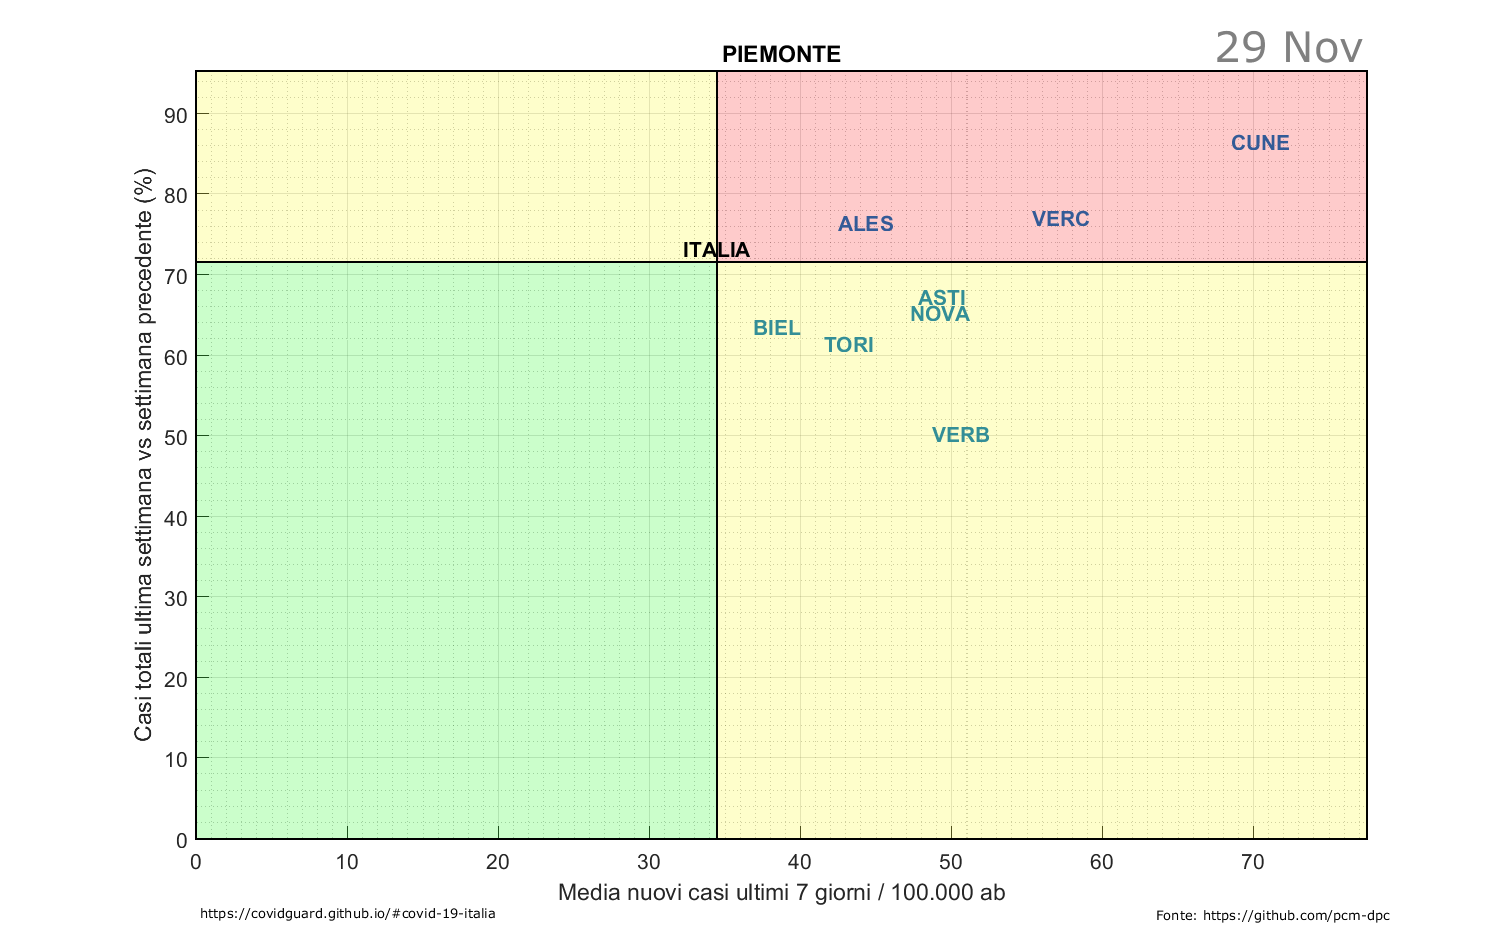 29 Nov
PIEMONTE
90
80
70
60
50
40
30
20
10
0
Casi totali ultima settimana vs settimana precedente (%)
CUNE
VERC
ALES
ITALIA
ASTI
NOVA
BIEL
TORI
VERB
0 10 20 30 40 50 60 70
Media nuovi casi ultimi 7 giorni / 100.000 ab
https://covidguard.github.io/#covid-19-italia
Fonte: https://github.com/pcm-dpc